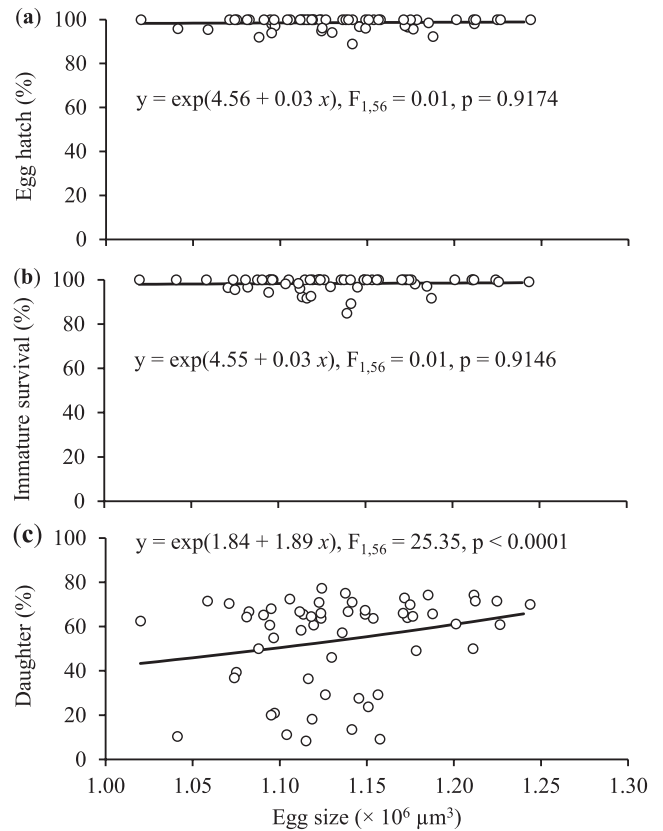 (a)
Egg hatch (%)
100
80
60
40
20
0
y = exp(4.56 + 0.03 x), F1,56 = 0.01, p = 0.9174
(b)
Immature survival (%)
100
80
60
40
20
0
y = exp(4.55 + 0.03 x), F1,56 = 0.01, p = 0.9146
(c)
Daughter (%)
100
80
60
40
20
0
y = exp(1.84 + 1.89 x), F1,56 = 25.35, p < 0.0001
1.00 1.05 1.10 1.15 1.20 1.25 1.30
Egg size (× 10⁶ µm³)